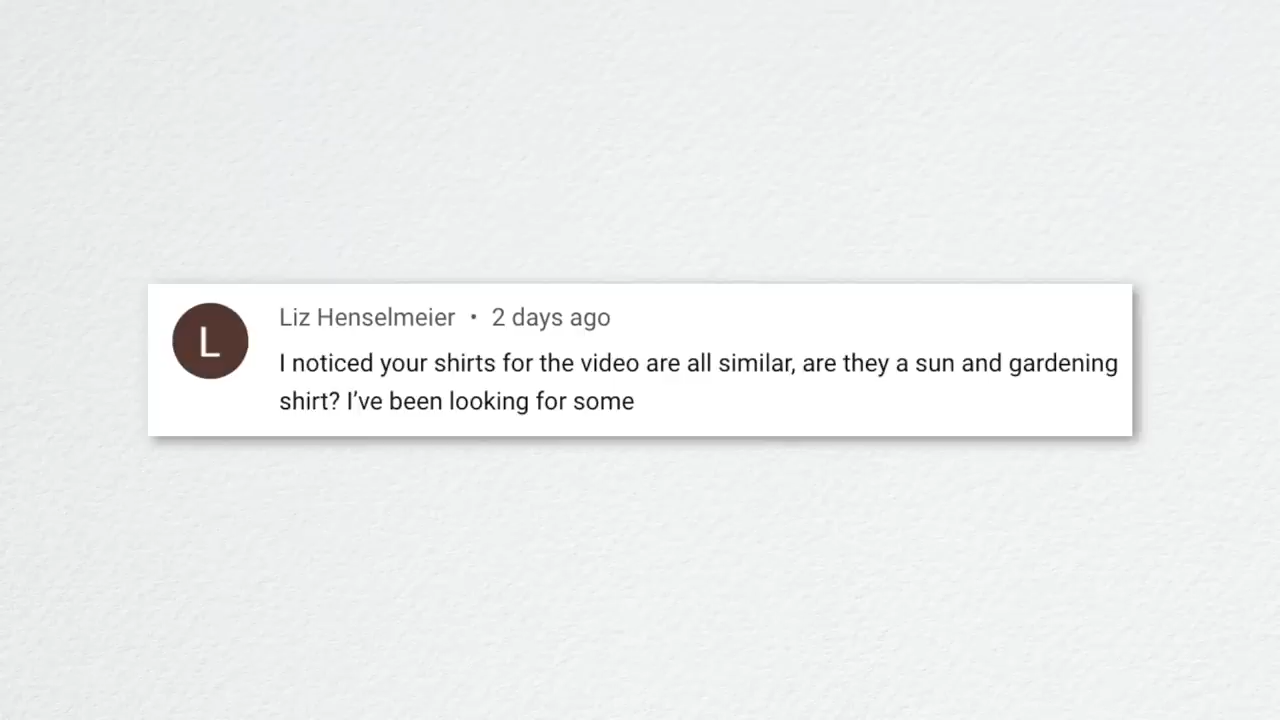 L
Liz Henselmeier • 2 days ago
I noticed your shirts for the video are all similar, are they a sun and gardening
shirt? I’ve been looking for some